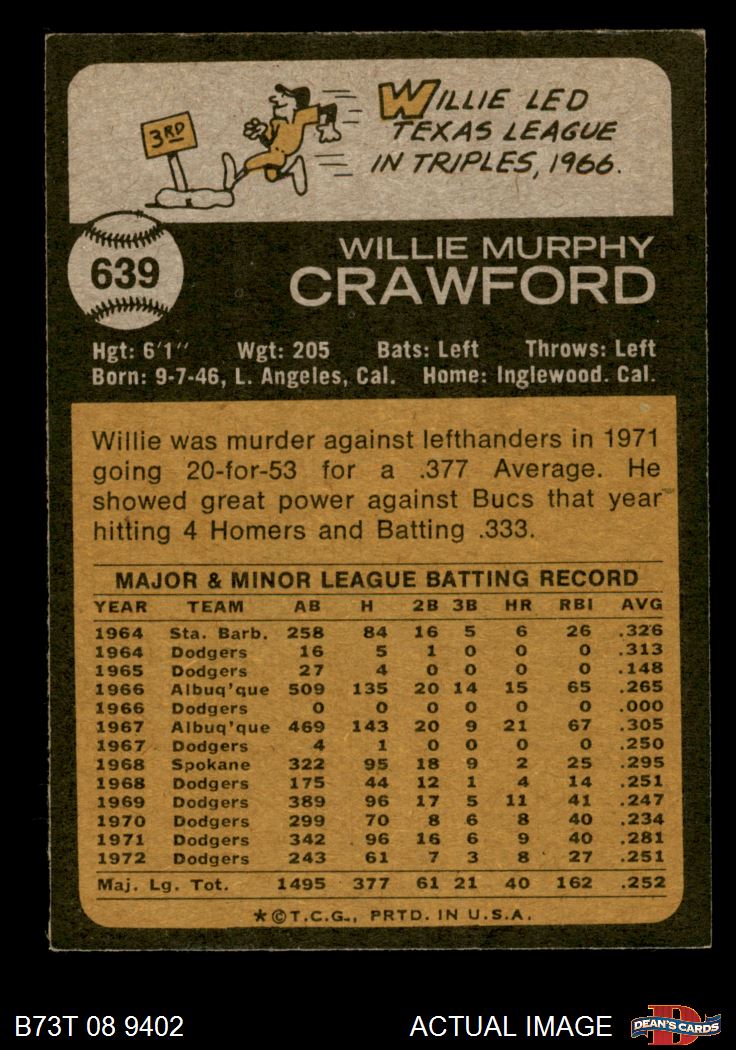 3RD
WILLIE LED
TEXAS LEAGUE
IN TRIPLES, 1966.
639
WILLIE MURPHY
CRAWFORD
Hgt: 6'1" Wgt: 205 Bats: Left Throws: Left
Born: 9-7-46, L. Angeles, Cal. Home: Inglewood. Cal.
Willie was murder against lefthanders in 1971
going 20-for-53 for a .377 Average. He
showed great power against Bucs that year
hitting 4 Homers and Batting .333.
MAJOR & MINOR LEAGUE BATTING RECORD
YEAR TEAM AB H 2B 3B HR RBI AVG
1964 Sta. Barb. 258 84 16 5 6 26 .326
1964 Dodgers 16 5 1 0 0 0 .313
1965 Dodgers 27 4 0 0 0 0 .148
1966 Albuq'que 509 135 20 14 15 65 .265
1966 Dodgers 0 0 0 0 0 0 .000
1967 Albuq'que 469 143 20 9 21 67 .305
1967 Dodgers 4 1 0 0 0 0 .250
1968 Spokane 322 95 18 9 2 25 .295
1968 Dodgers 175 44 12 1 4 14 .251
1969 Dodgers 389 96 17 5 11 41 .247
1970 Dodgers 299 70 8 6 8 40 .234
1971 Dodgers 342 96 16 6 9 40 .281
1972 Dodgers 243 61 7 3 8 27 .251
Maj. Lg. Tot. 1495 377 61 21 40 162 .252
*©T.C.G., PRTD. IN U.S.A.
B73T 08 9402 ACTUAL IMAGE D DEAN'S CARDS